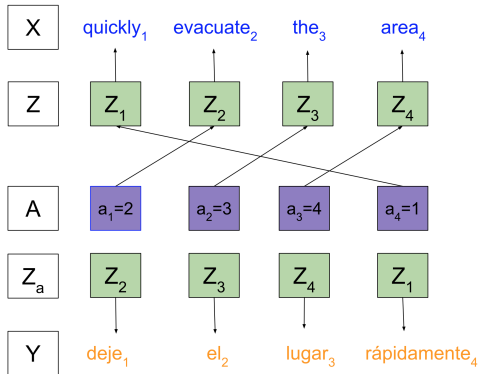 X quickly1 evacuate2 the3 area4
Z Z1 Z2 Z3 Z4
A a1=2 a2=3 a3=4 a4=1
Za Z2 Z3 Z4 Z1
Y deje1 el2 lugar3 rápidamente4